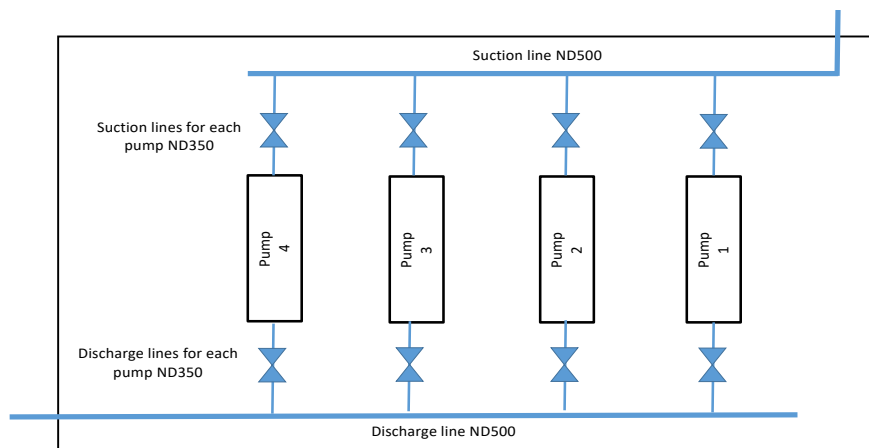 Suction line ND500
Suction lines for each
pump ND350
Pump
4
Pump
3
Pump
2
Pump
1
Discharge lines for each
pump ND350
Discharge line ND500